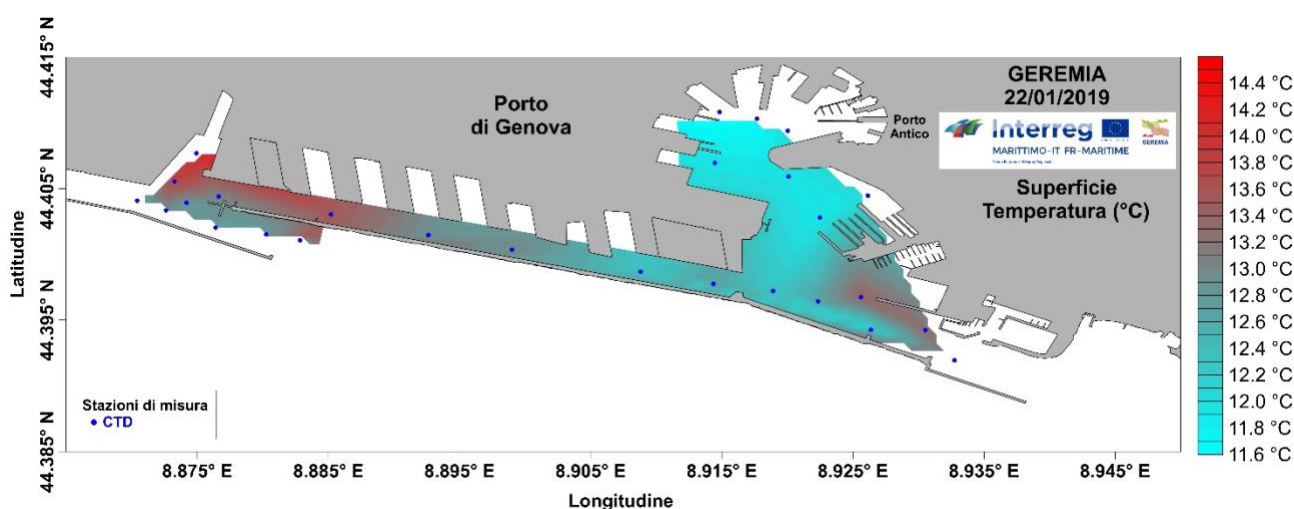 44.415° N
44.405° N
44.395° N
44.385° N
Latitudine
Porto
di Genova
Porto
Antico
GEREMIA
22/01/2019
Interreg
MARITTIMO-IT FR-MARITIME
GEREMIA
Superficie
Temperatura (°C)
14.4 °C
14.2 °C
14.0 °C
13.8 °C
13.6 °C
13.4 °C
13.2 °C
13.0 °C
12.8 °C
12.6 °C
12.4 °C
12.2 °C
12.0 °C
11.8 °C
11.6 °C
Stazioni di misura
CTD
8.875° E
8.885° E
8.895° E
8.905° E
8.915° E
8.925° E
8.935° E
8.945° E
Longitudine